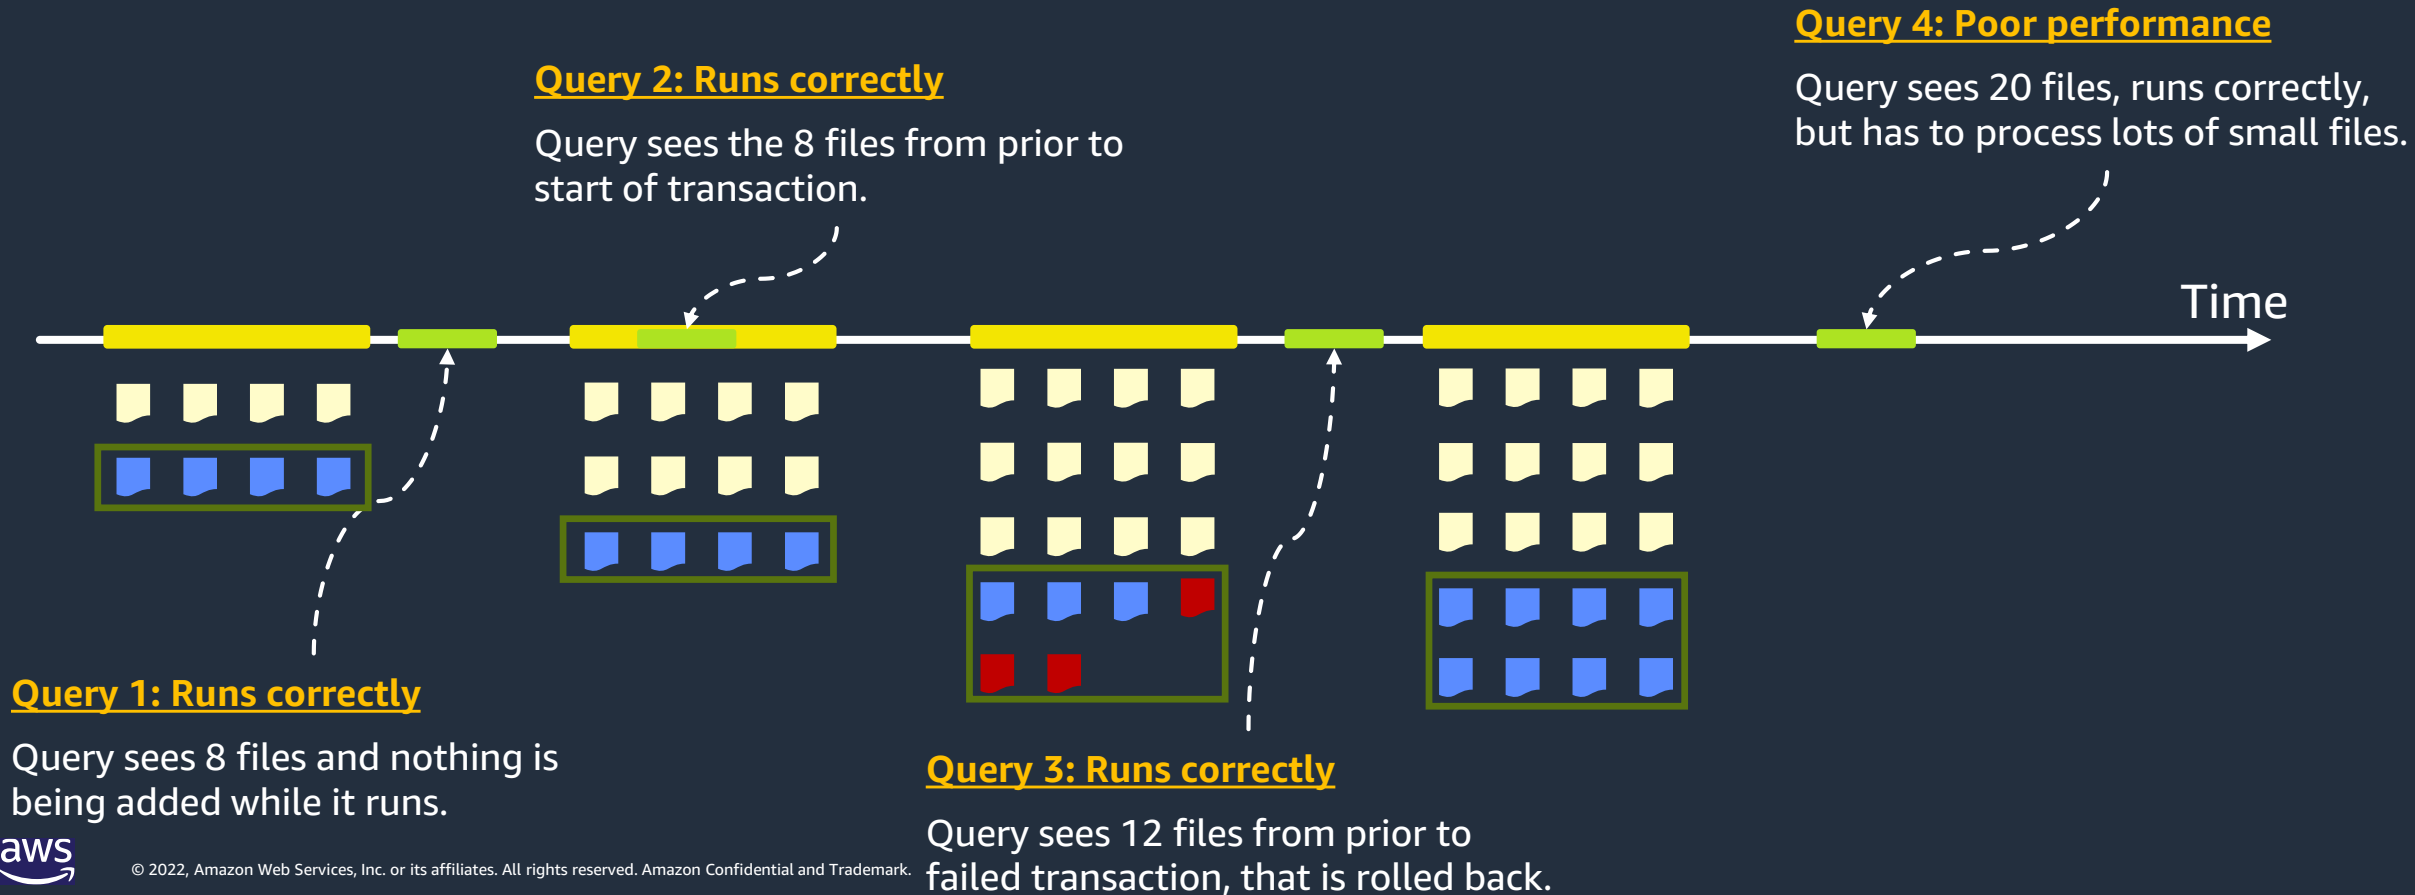 Query 4: Poor performance
Query sees 20 files, runs correctly,
but has to process lots of small files.
Query 2: Runs correctly
Query sees the 8 files from prior to
start of transaction.
Time
Query 1: Runs correctly
Query sees 8 files and nothing is
being added while it runs.
Query 3: Runs correctly
Query sees 12 files from prior to
failed transaction, that is rolled back.
aws
© 2022, Amazon Web Services, Inc. or its affiliates. All rights reserved. Amazon Confidential and Trademark.